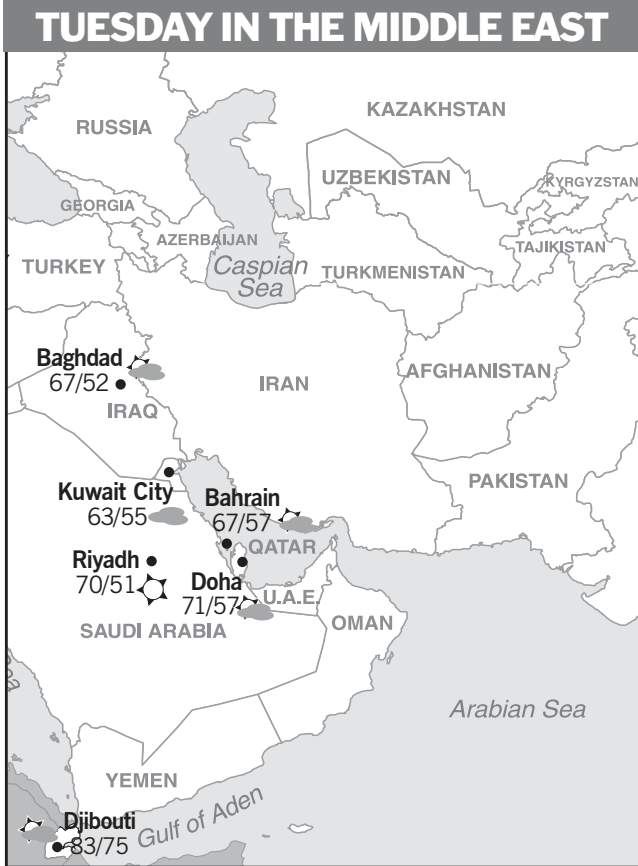 TUESDAY IN THE MIDDLE EAST
KAZAKHSTAN
RUSSIA
UZBEKISTAN
KYRGYZSTAN
GEORGIA
AZERBAIJAN
TAJIKISTAN
TURKEY
Caspian
Sea
TURKMENISTAN
Baghdad
67/52
IRAQ
IRAN
AFGHANISTAN
PAKISTAN
Kuwait City
63/55
Bahrain
67/57
QATAR
Riyadh
70/51
Doha
71/57
U.A.E.
SAUDI ARABIA
OMAN
Arabian Sea
YEMEN
Gulf of Aden
Djibouti
83/75